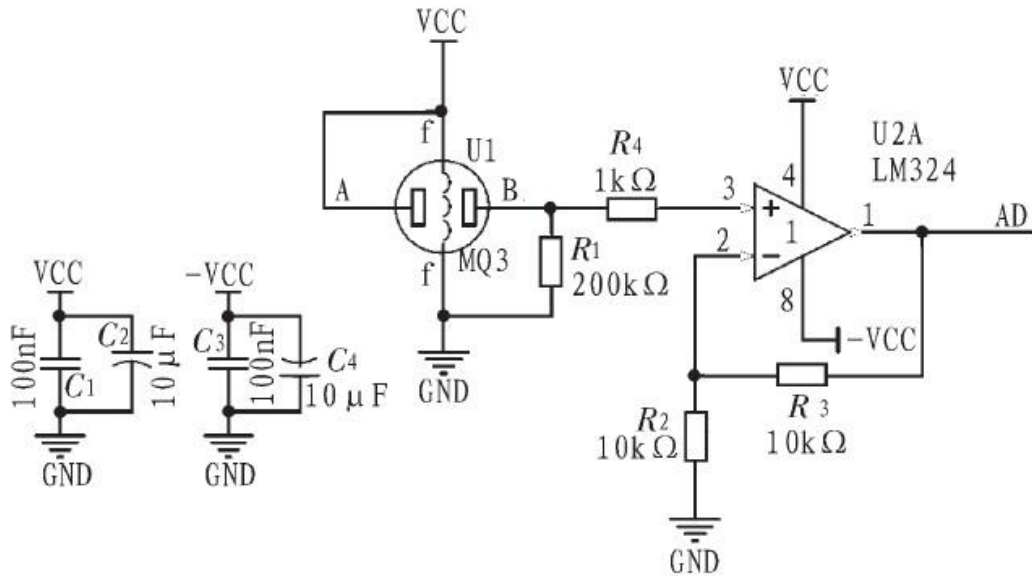 VCC
f
U1
A
B
MQ3
f
R1
200kΩ
GND
R4
1kΩ
VCC
U2A
LM324
3
4
1
1
AD
2
8
-VCC
R2
10kΩ
R3
10kΩ
GND
VCC
C2
100nF
C1
10μF
GND
-VCC
C3
100nF
C4
10μF
GND